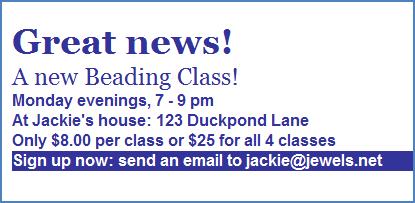 Great news!
A new Beading Class!
Monday evenings, 7 - 9 pm
At Jackie's house: 123 Duckpond Lane
Only $8.00 per class or $25 for all 4 classes
Sign up now: send an email to jackie@jewels.net